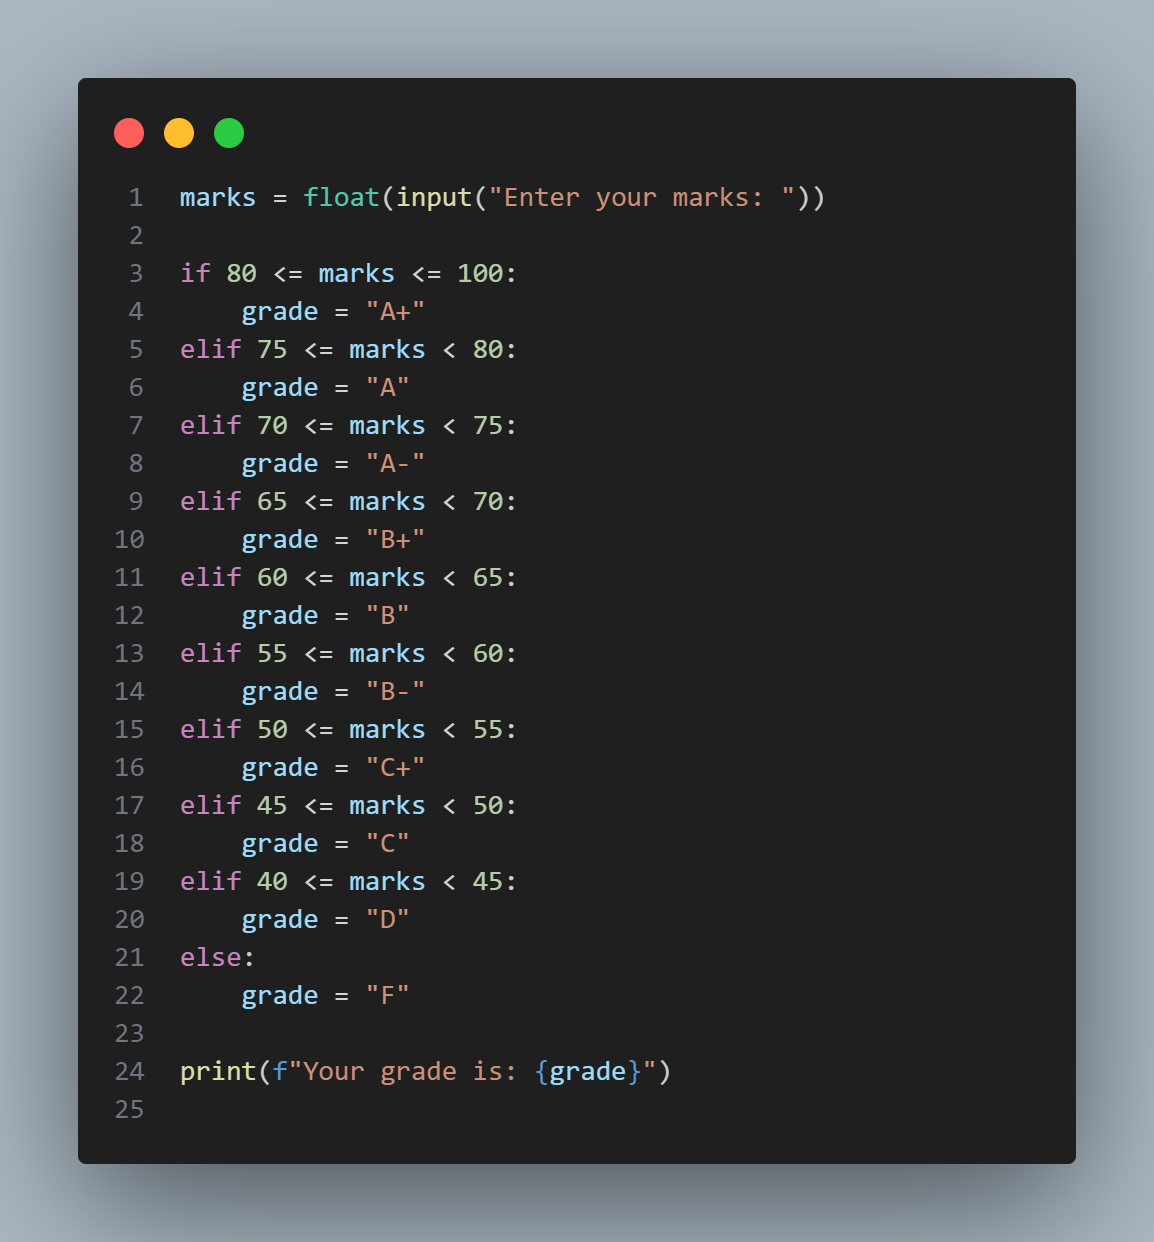 1 marks = float(input("Enter your marks: "))
2
3 if 80 <= marks <= 100:
4     grade = "A+"
5 elif 75 <= marks < 80:
6     grade = "A"
7 elif 70 <= marks < 75:
8     grade = "A-"
9 elif 65 <= marks < 70:
10     grade = "B+"
11 elif 60 <= marks < 65:
12     grade = "B"
13 elif 55 <= marks < 60:
14     grade = "B-"
15 elif 50 <= marks < 55:
16     grade = "C+"
17 elif 45 <= marks < 50:
18     grade = "C"
19 elif 40 <= marks < 45:
20     grade = "D"
21 else:
22     grade = "F"
23
24 print(f"Your grade is: {grade}")
25